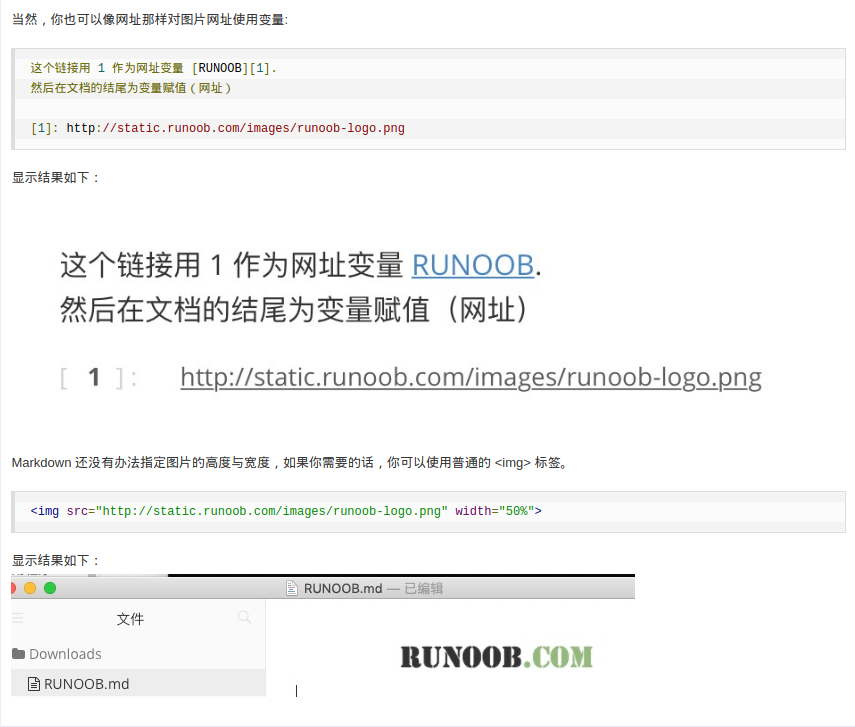 当然，你也可以像网址那样对图片网址使用变量:
这个链接用 1 作为网址变量 [RUNOOB][1].
然后在文档的结尾为变量赋值（网址）
[1]: http://static.runoob.com/images/runoob-logo.png
显示结果如下：
这个链接用 1 作为网址变量 RUNOOB.
然后在文档的结尾为变量赋值（网址）
[ 1 ]: http://static.runoob.com/images/runoob-logo.png
Markdown 还没有办法指定图片的高度与宽度，如果你需要的话，你可以使用普通的 <img> 标签。
<img src="http://static.runoob.com/images/runoob-logo.png" width="50%">
显示结果如下：
RUNOOB.md — 已编辑
文件
Downloads
RUNOOB.md
RUNOOB.COM